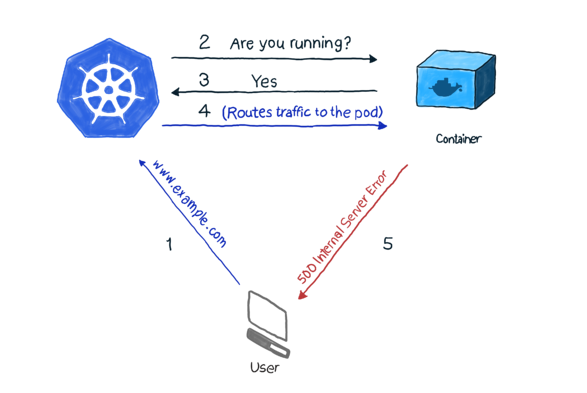 2 Are you running?
3 Yes
4 (Routes traffic to the pod)
Container
www.example.com
500 Internal Server Error
1
5
User